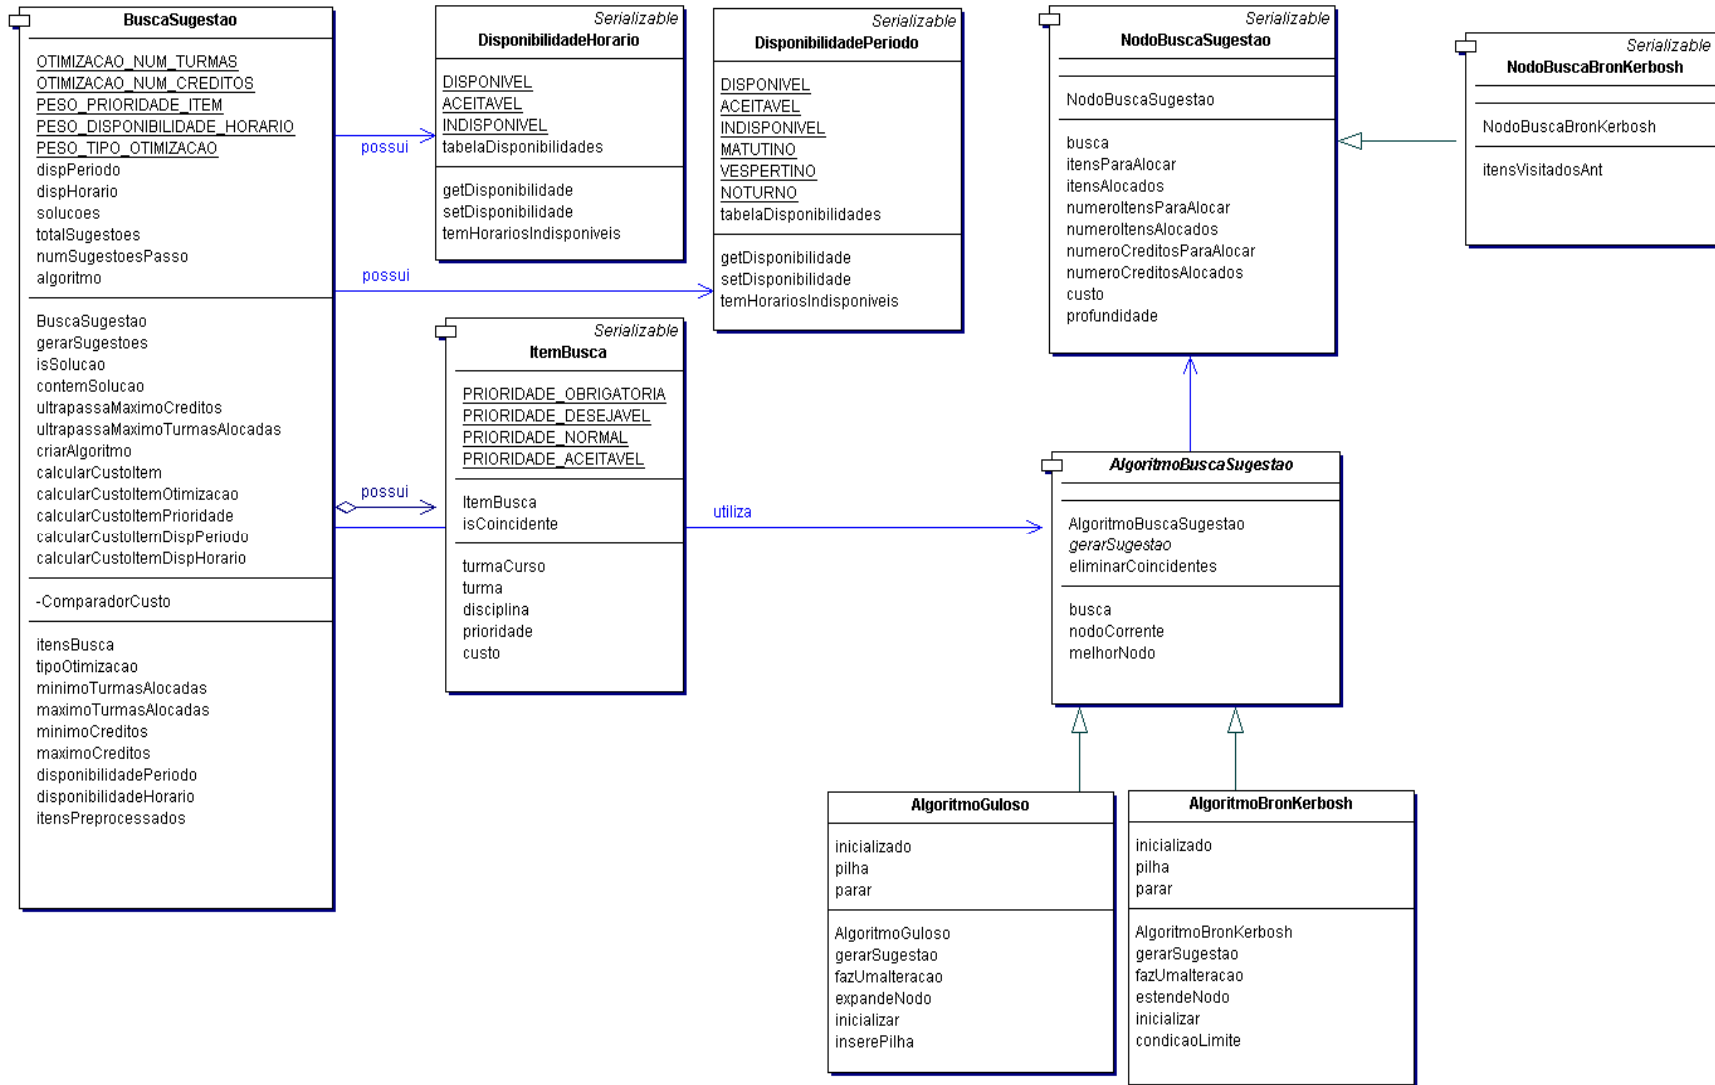 BuscaSugestao
OTIMIZACAO_NUM_TURMAS
OTIMIZACAO_NUM_CREDITOS
PESO_PRIORIDADE_ITEM
PESO_DISPONIBILIDADE_HORARIO
PESO_TIPO_OTIMIZACAO
dispPeriodo
dispHorario
solucoes
totalSugestoes
numSugestoesPasso
algoritmo
BuscaSugestao
gerarSugestoes
isSolucao
contemSolucao
ultrapassaMaximoCreditos
ultrapassaMaximoTurmasAlocadas
criarAlgoritmo
calcularCustoItem
calcularCustoItemOtimizacao
calcularCustoItemPrioridade
calcularCustoItemDispPeriodo
calcularCustoItemDispHorario
-ComparadorCusto
itensBusca
tipoOtimizacao
minimoTurmasAlocadas
maximoTurmasAlocadas
minimoCreditos
maximoCreditos
disponibilidadePeriodo
disponibilidadeHorario
itensPreprocessados
possui
possui
possui
utiliza
Serializable
DisponibilidadeHorario
DISPONIVEL
ACEITAVEL
INDISPONIVEL
tabelaDisponibilidades
getDisponibilidade
setDisponibilidade
temHorariosIndisponiveis
Serializable
DisponibilidadePeriodo
DISPONIVEL
ACEITAVEL
INDISPONIVEL
MATUTINO
VESPERTINO
NOTURNO
tabelaDisponibilidades
getDisponibilidade
setDisponibilidade
temHorariosIndisponiveis
Serializable
ItemBusca
PRIORIDADE_OBRIGATORIA
PRIORIDADE_DESEJAVEL
PRIORIDADE_NORMAL
PRIORIDADE_ACEITAVEL
ItemBusca
isCoincidente
turmaCurso
turma
disciplina
prioridade
custo
Serializable
NodoBuscaSugestao
NodoBuscaSugestao
busca
itensParaAlocar
itensAlocados
numeroItensParaAlocar
numeroItensAlocados
numeroCreditosParaAlocar
numeroCreditosAlocados
custo
profundidade
Serializable
NodoBuscaBronKerbosh
NodoBuscaBronKerbosh
itensVisitadosAnt
AlgoritmoBuscaSugestao
AlgoritmoBuscaSugestao
gerarSugestao
eliminarCoincidentes
busca
nodoCorrente
melhorNodo
AlgoritmoGuloso
inicializado
pilha
parar
AlgoritmoGuloso
gerarSugestao
fazUmaIteracao
expandeNodo
inicializar
inserePilha
AlgoritmoBronKerbosh
inicializado
pilha
parar
AlgoritmoBronKerbosh
gerarSugestao
fazUmaIteracao
estendeNodo
inicializar
condicaoLimite